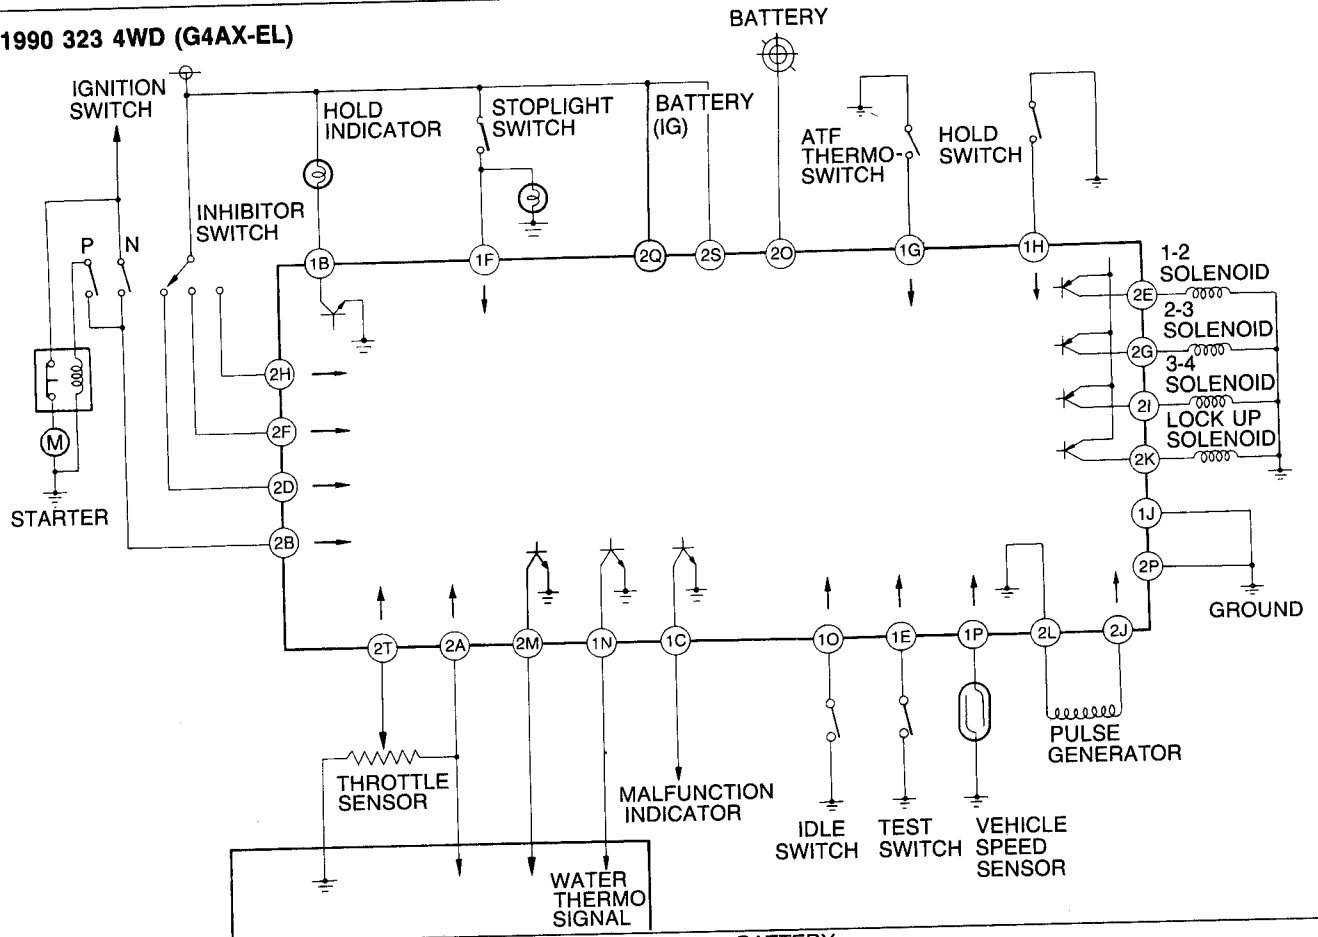 BATTERY
1990 323 4WD (G4AX-EL)
IGNITION
SWITCH
HOLD
INDICATOR
STOPLIGHT
SWITCH
BATTERY
(IG)
ATF
THERMO-
SWITCH
HOLD
SWITCH
INHIBITOR
SWITCH
P
N
1B
1F
2Q
2S
2O
1G
1H
1-2
SOLENOID
2E
2-3
SOLENOID
2G
3-4
SOLENOID
2I
LOCK UP
SOLENOID
2K
2H
2F
2D
2B
M
STARTER
1J
2P
GROUND
2T
2A
2M
1N
1C
1O
1E
1P
2L
2J
THROTTLE
SENSOR
MALFUNCTION
INDICATOR
PULSE
GENERATOR
IDLE
SWITCH
TEST
SWITCH
VEHICLE
SPEED
SENSOR
WATER
THERMO
SIGNAL
BATTERY